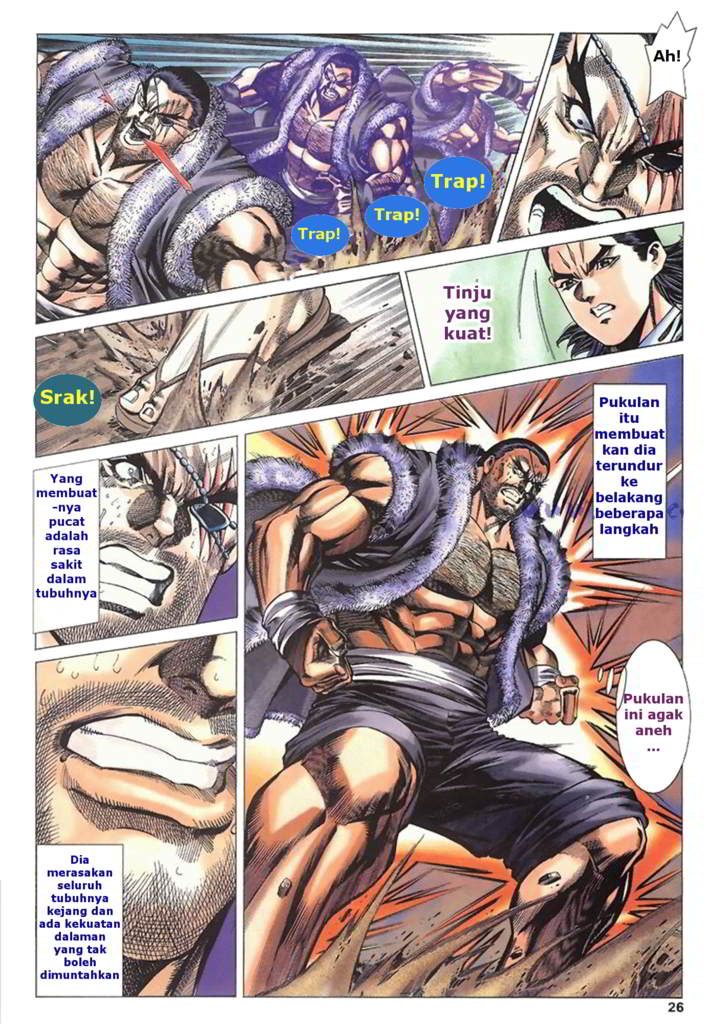 Ah!
Trap!
Trap!
Trap!
Tinju
yang
kuat!
Srak!
Pukulan
itu
membuat
kan dia
terundur
ke
belakang
beberapa
langkah
Yang
membuat
-nya
pucat
adalah
rasa
sakit
dalam
tubuhnya
Pukulan
ini agak
aneh
...
Dia
merasakan
seluruh
tubuhnya
kejang dan
ada kekuatan
dalaman
yang tak
boleh
dimuntahkan
26